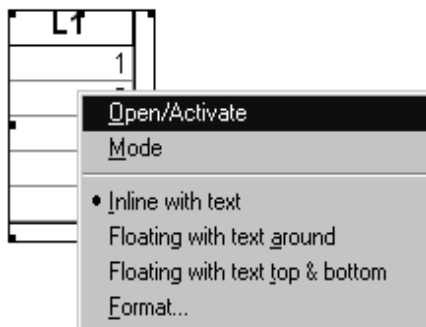 L1
1
Open/Activate
Mode
• Inline with text
Floating with text around
Floating with text top & bottom
Format...